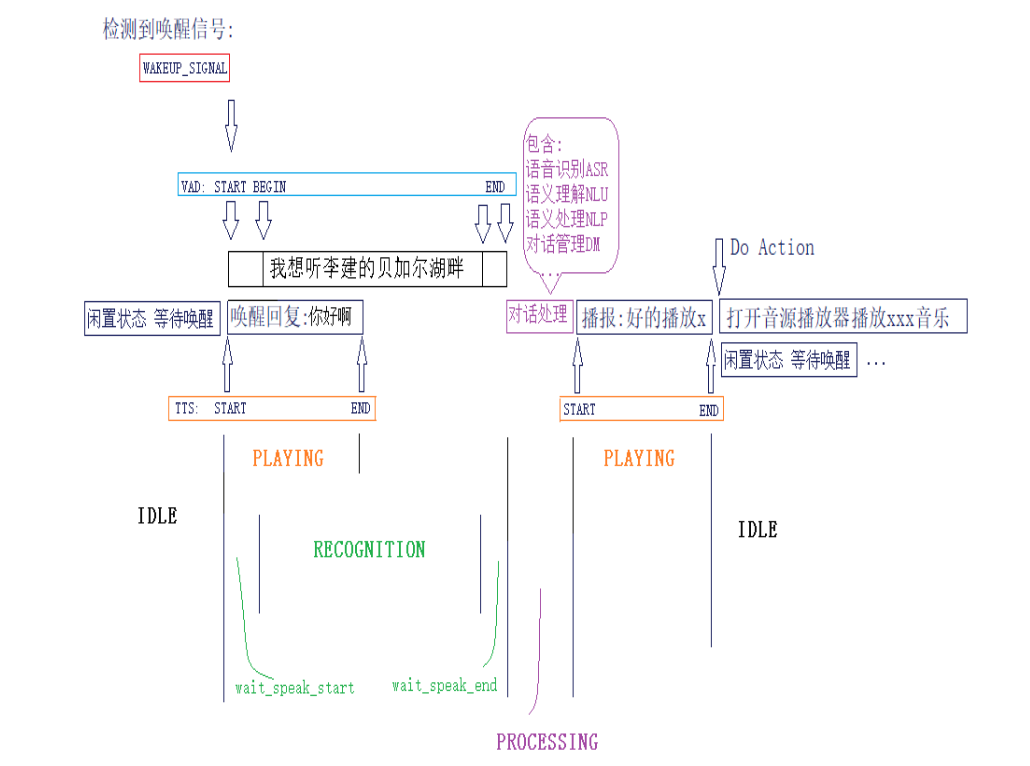 检测到唤醒信号:
WAKEUP_SIGNAL
包含:
语音识别ASR
语义理解NLU
语义处理NLP
对话管理DM
...
VAD: START BEGIN END
Do Action
我想听李建的贝加尔湖畔
闲置状态 等待唤醒
唤醒回复:你好啊
对话处理
播报:好的播放x
打开音源播放器播放xxx音乐
闲置状态 等待唤醒 ...
TTS: START END
START END
PLAYING
PLAYING
IDLE
IDLE
RECOGNITION
wait_speak_start
wait_speak_end
PROCESSING